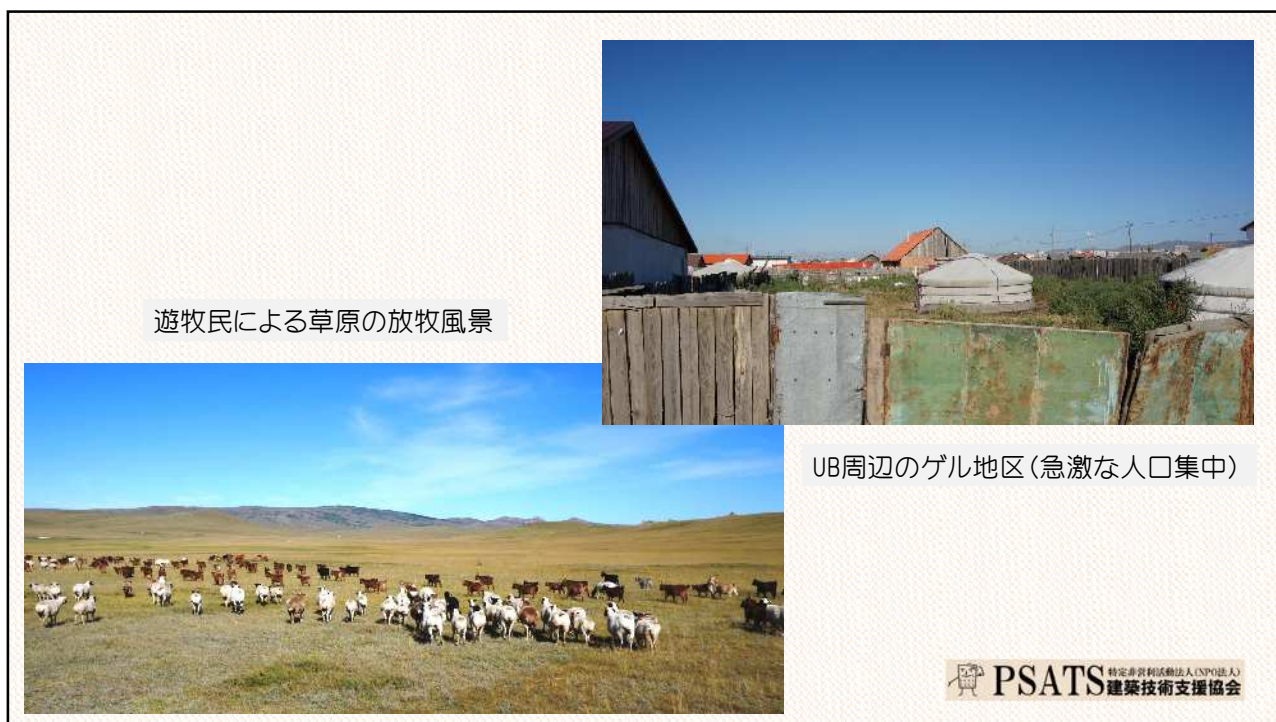 遊牧民による草原の放牧風景
UB周辺のゲル地区(急激な人口集中)
PSATS
特定非営利活動法人(NPO法人)
建築技術支援協会